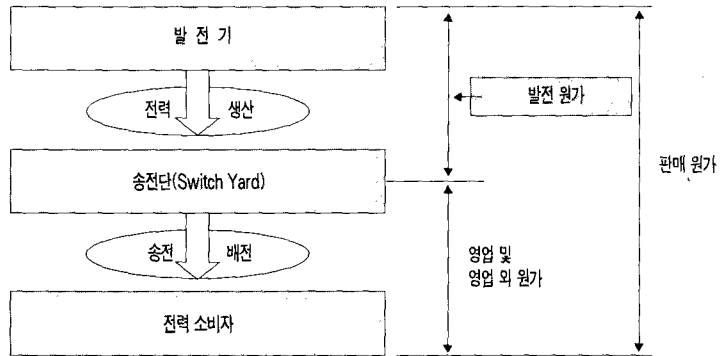 발 전 기
전력 생산
발전 원가
송전단(Switch Yard)
판매 원가
송전 배전
영업 및
영업 외 원가
전력 소비자